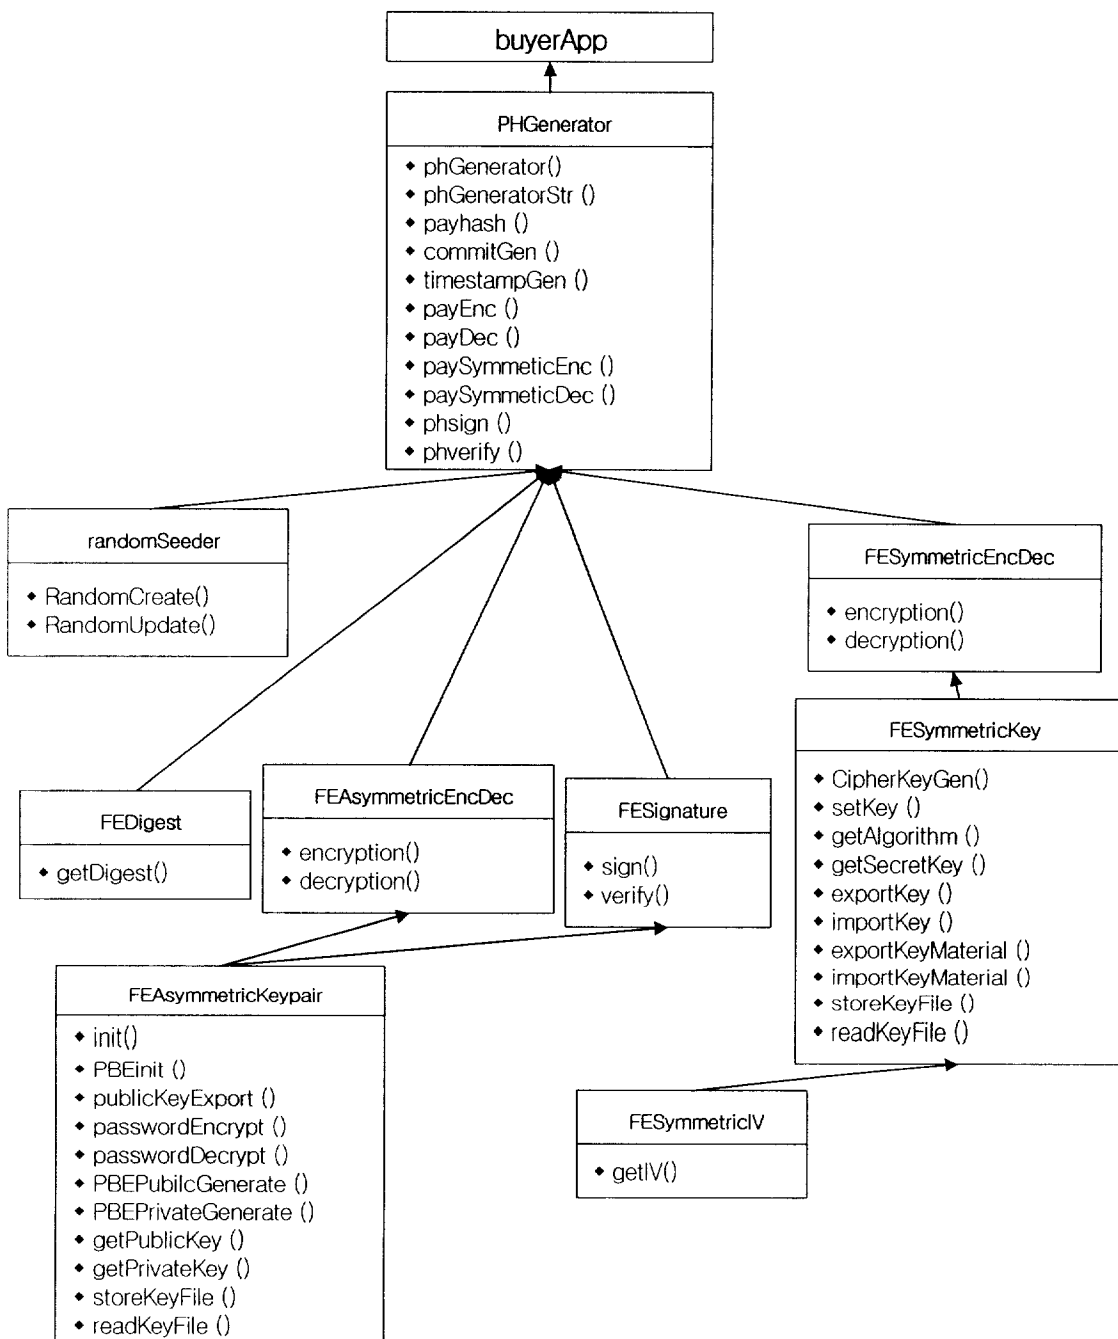 buyerApp
PHGenerator
phGenerator()
phGeneratorStr ()
payhash ()
commitGen ()
timestampGen ()
payEnc ()
payDec ()
paySymmeticEnc ()
paySymmeticDec ()
phsign ()
phverify ()
randomSeeder
RandomCreate()
RandomUpdate()
FESymmetricEncDec
encryption()
decryption()
FEDigest
getDigest()
FEAsymmetricEncDec
encryption()
decryption()
FESignature
sign()
verify()
FESymmetricKey
CipherKeyGen()
setKey ()
getAlgorithm ()
getSecretKey ()
exportKey ()
importKey ()
exportKeyMaterial ()
importKeyMaterial ()
storeKeyFile ()
readKeyFile ()
FEAsymmetricKeypair
init()
PBEinit ()
publicKeyExport ()
passwordEncrypt ()
passwordDecrypt ()
PBEPubilcGenerate ()
PBEPrivateGenerate ()
getPublicKey ()
getPrivateKey ()
storeKeyFile ()
readKeyFile ()
FESymmetricIV
getIV()